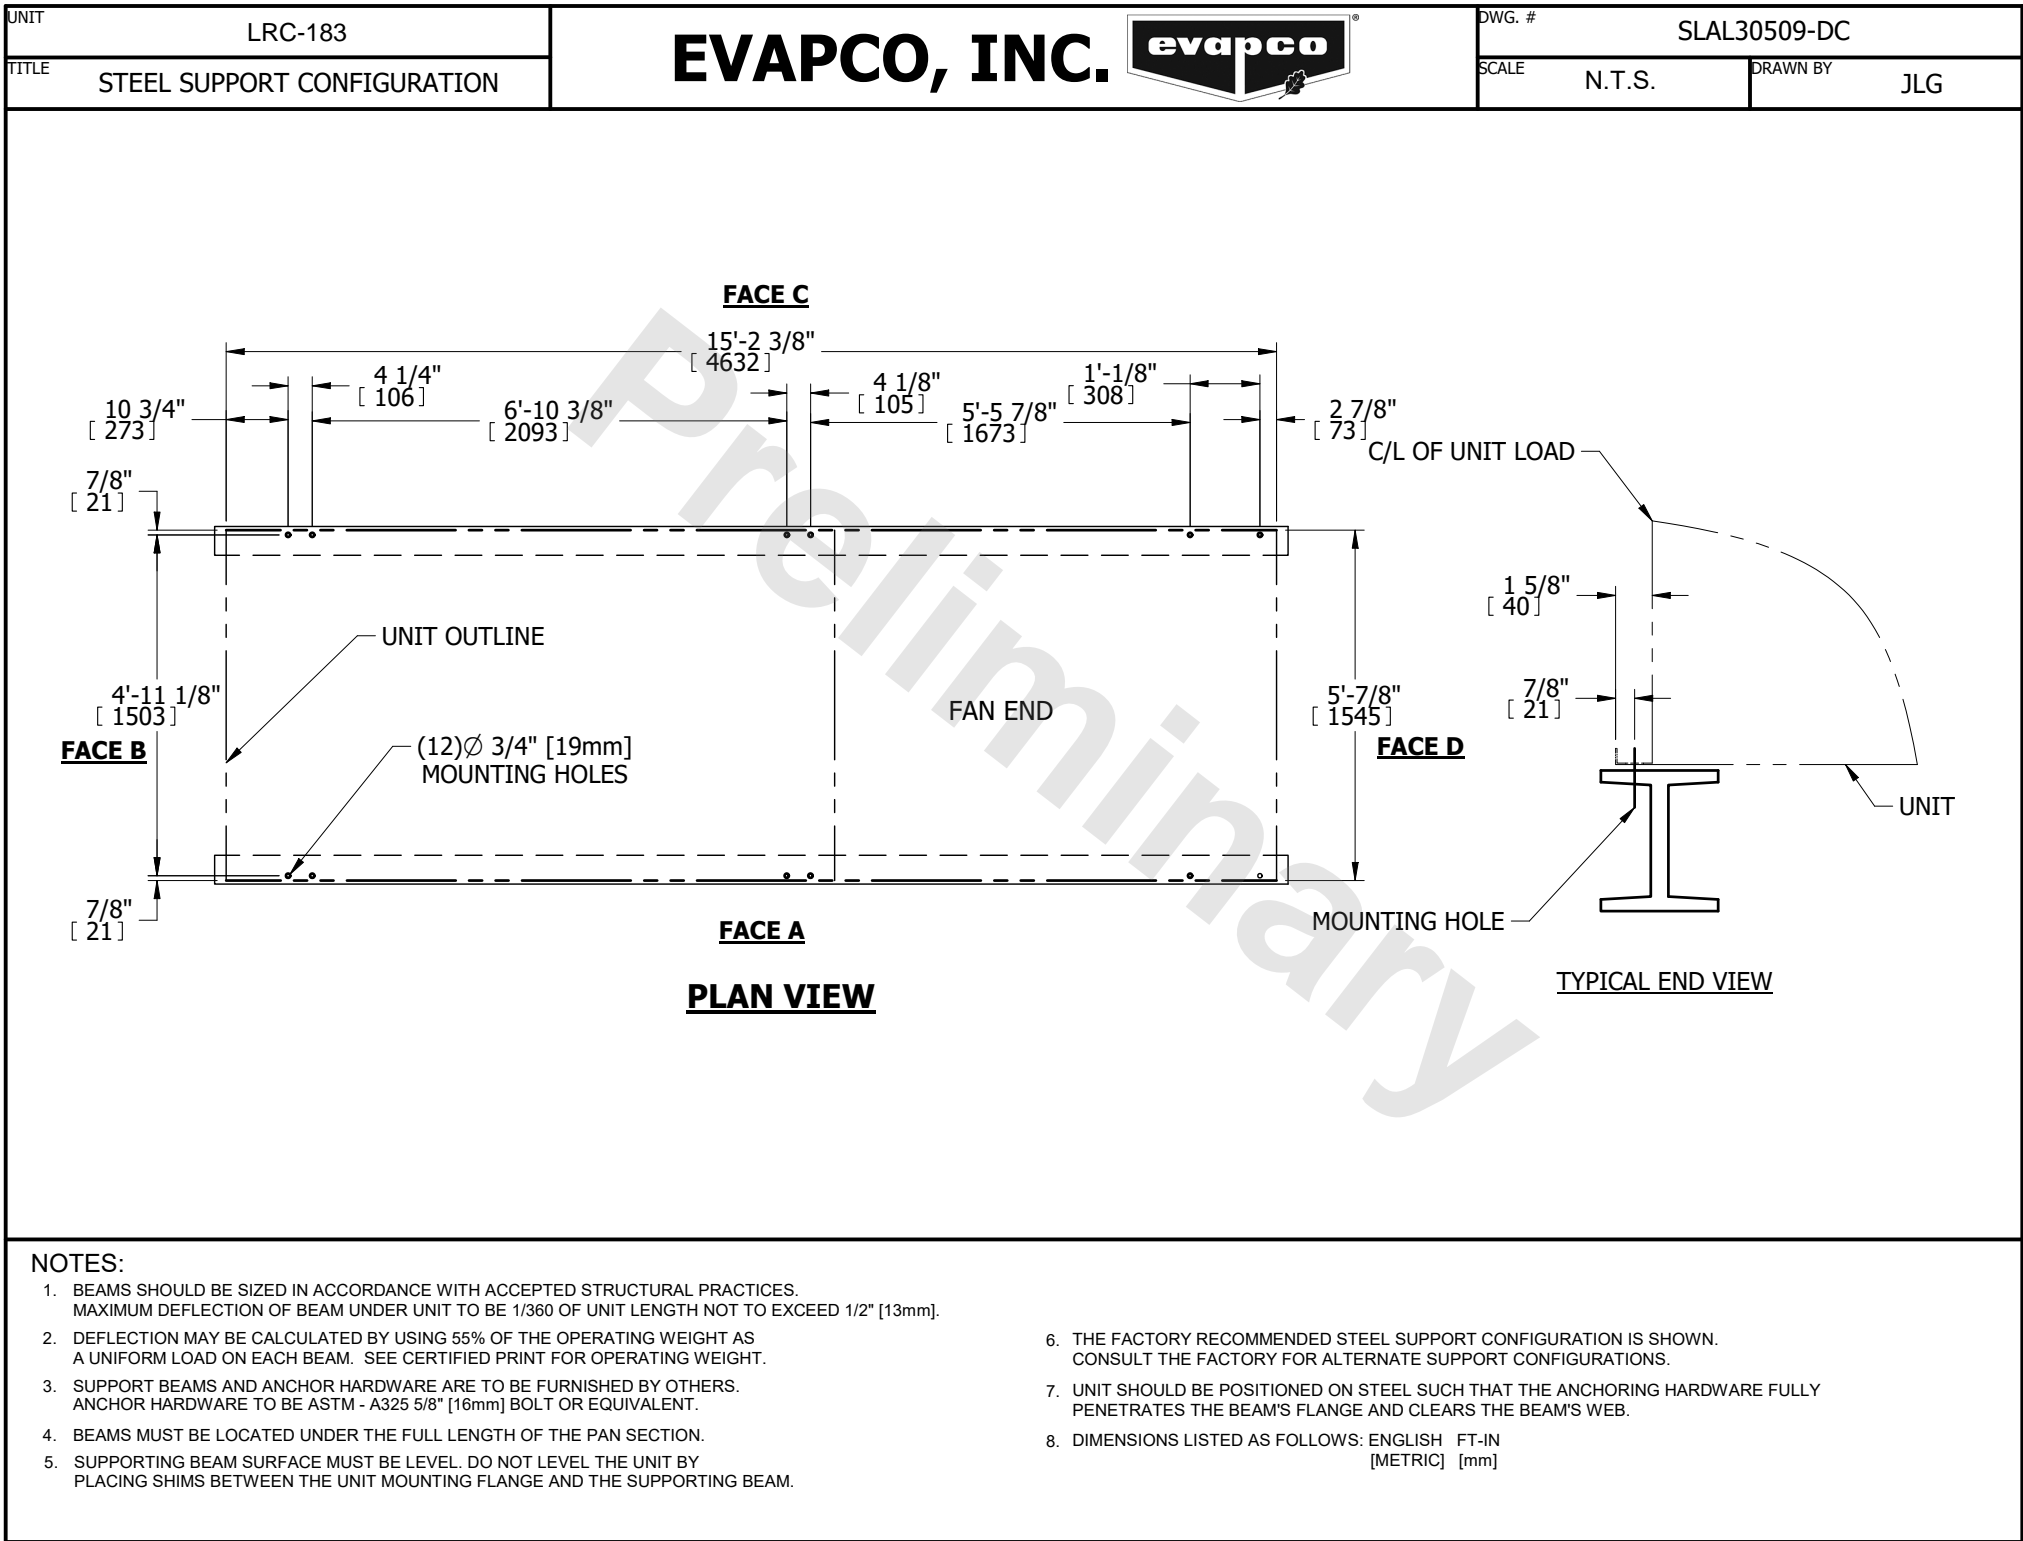 UNIT
LRC-183
TITLE
STEEL SUPPORT CONFIGURATION
EVAPCO, INC.
evapco
®
DWG. #
SLAL30509-DC
SCALE
N.T.S.
DRAWN BY
JLG
FACE C
15'-2 3/8"
[ 4632 ]
4 1/4"
[ 106 ]
4 1/8"
[ 105 ]
1'-1/8"
[ 308 ]
10 3/4"
[ 273 ]
6'-10 3/8"
[ 2093 ]
5'-5 7/8"
[ 1673 ]
2 7/8"
[ 73 ]
C/L OF UNIT LOAD
7/8"
[ 21 ]
1 5/8"
[ 40 ]
UNIT OUTLINE
4'-11 1/8"
[ 1503 ]
FAN END
5'-7/8"
[ 1545 ]
7/8"
[ 21 ]
FACE B
(12)Ø 3/4" [19mm]
MOUNTING HOLES
FACE D
UNIT
7/8"
[ 21 ]
FACE A
MOUNTING HOLE
PLAN VIEW
TYPICAL END VIEW
Preliminary
NOTES:
1. BEAMS SHOULD BE SIZED IN ACCORDANCE WITH ACCEPTED STRUCTURAL PRACTICES.
MAXIMUM DEFLECTION OF BEAM UNDER UNIT TO BE 1/360 OF UNIT LENGTH NOT TO EXCEED 1/2" [13mm].
2. DEFLECTION MAY BE CALCULATED BY USING 55% OF THE OPERATING WEIGHT AS
A UNIFORM LOAD ON EACH BEAM. SEE CERTIFIED PRINT FOR OPERATING WEIGHT.
3. SUPPORT BEAMS AND ANCHOR HARDWARE ARE TO BE FURNISHED BY OTHERS.
ANCHOR HARDWARE TO BE ASTM - A325 5/8" [16mm] BOLT OR EQUIVALENT.
4. BEAMS MUST BE LOCATED UNDER THE FULL LENGTH OF THE PAN SECTION.
5. SUPPORTING BEAM SURFACE MUST BE LEVEL. DO NOT LEVEL THE UNIT BY
PLACING SHIMS BETWEEN THE UNIT MOUNTING FLANGE AND THE SUPPORTING BEAM.
6. THE FACTORY RECOMMENDED STEEL SUPPORT CONFIGURATION IS SHOWN.
CONSULT THE FACTORY FOR ALTERNATE SUPPORT CONFIGURATIONS.
7. UNIT SHOULD BE POSITIONED ON STEEL SUCH THAT THE ANCHORING HARDWARE FULLY
PENETRATES THE BEAM'S FLANGE AND CLEARS THE BEAM'S WEB.
8. DIMENSIONS LISTED AS FOLLOWS: ENGLISH FT-IN
[METRIC] [mm]